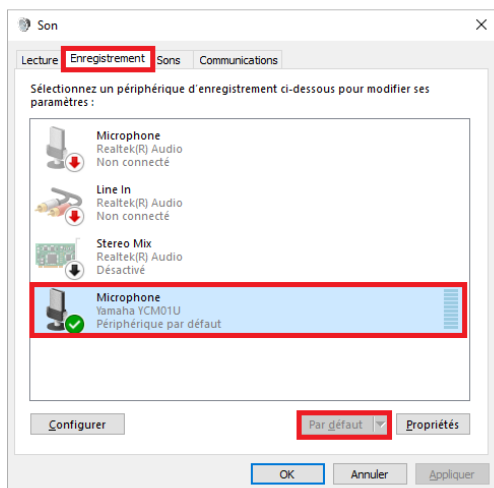 Son
Lecture Enregistrement Sons Communications
Sélectionnez un périphérique d'enregistrement ci-dessous pour modifier ses
paramètres :
Microphone
Realtek(R) Audio
Non connecté
Line In
Realtek(R) Audio
Non connecté
Stereo Mix
Realtek(R) Audio
Désactivé
Microphone
Yamaha YCM01U
Périphérique par défaut
Configurer Par défaut Propriétés
OK Annuler Appliquer